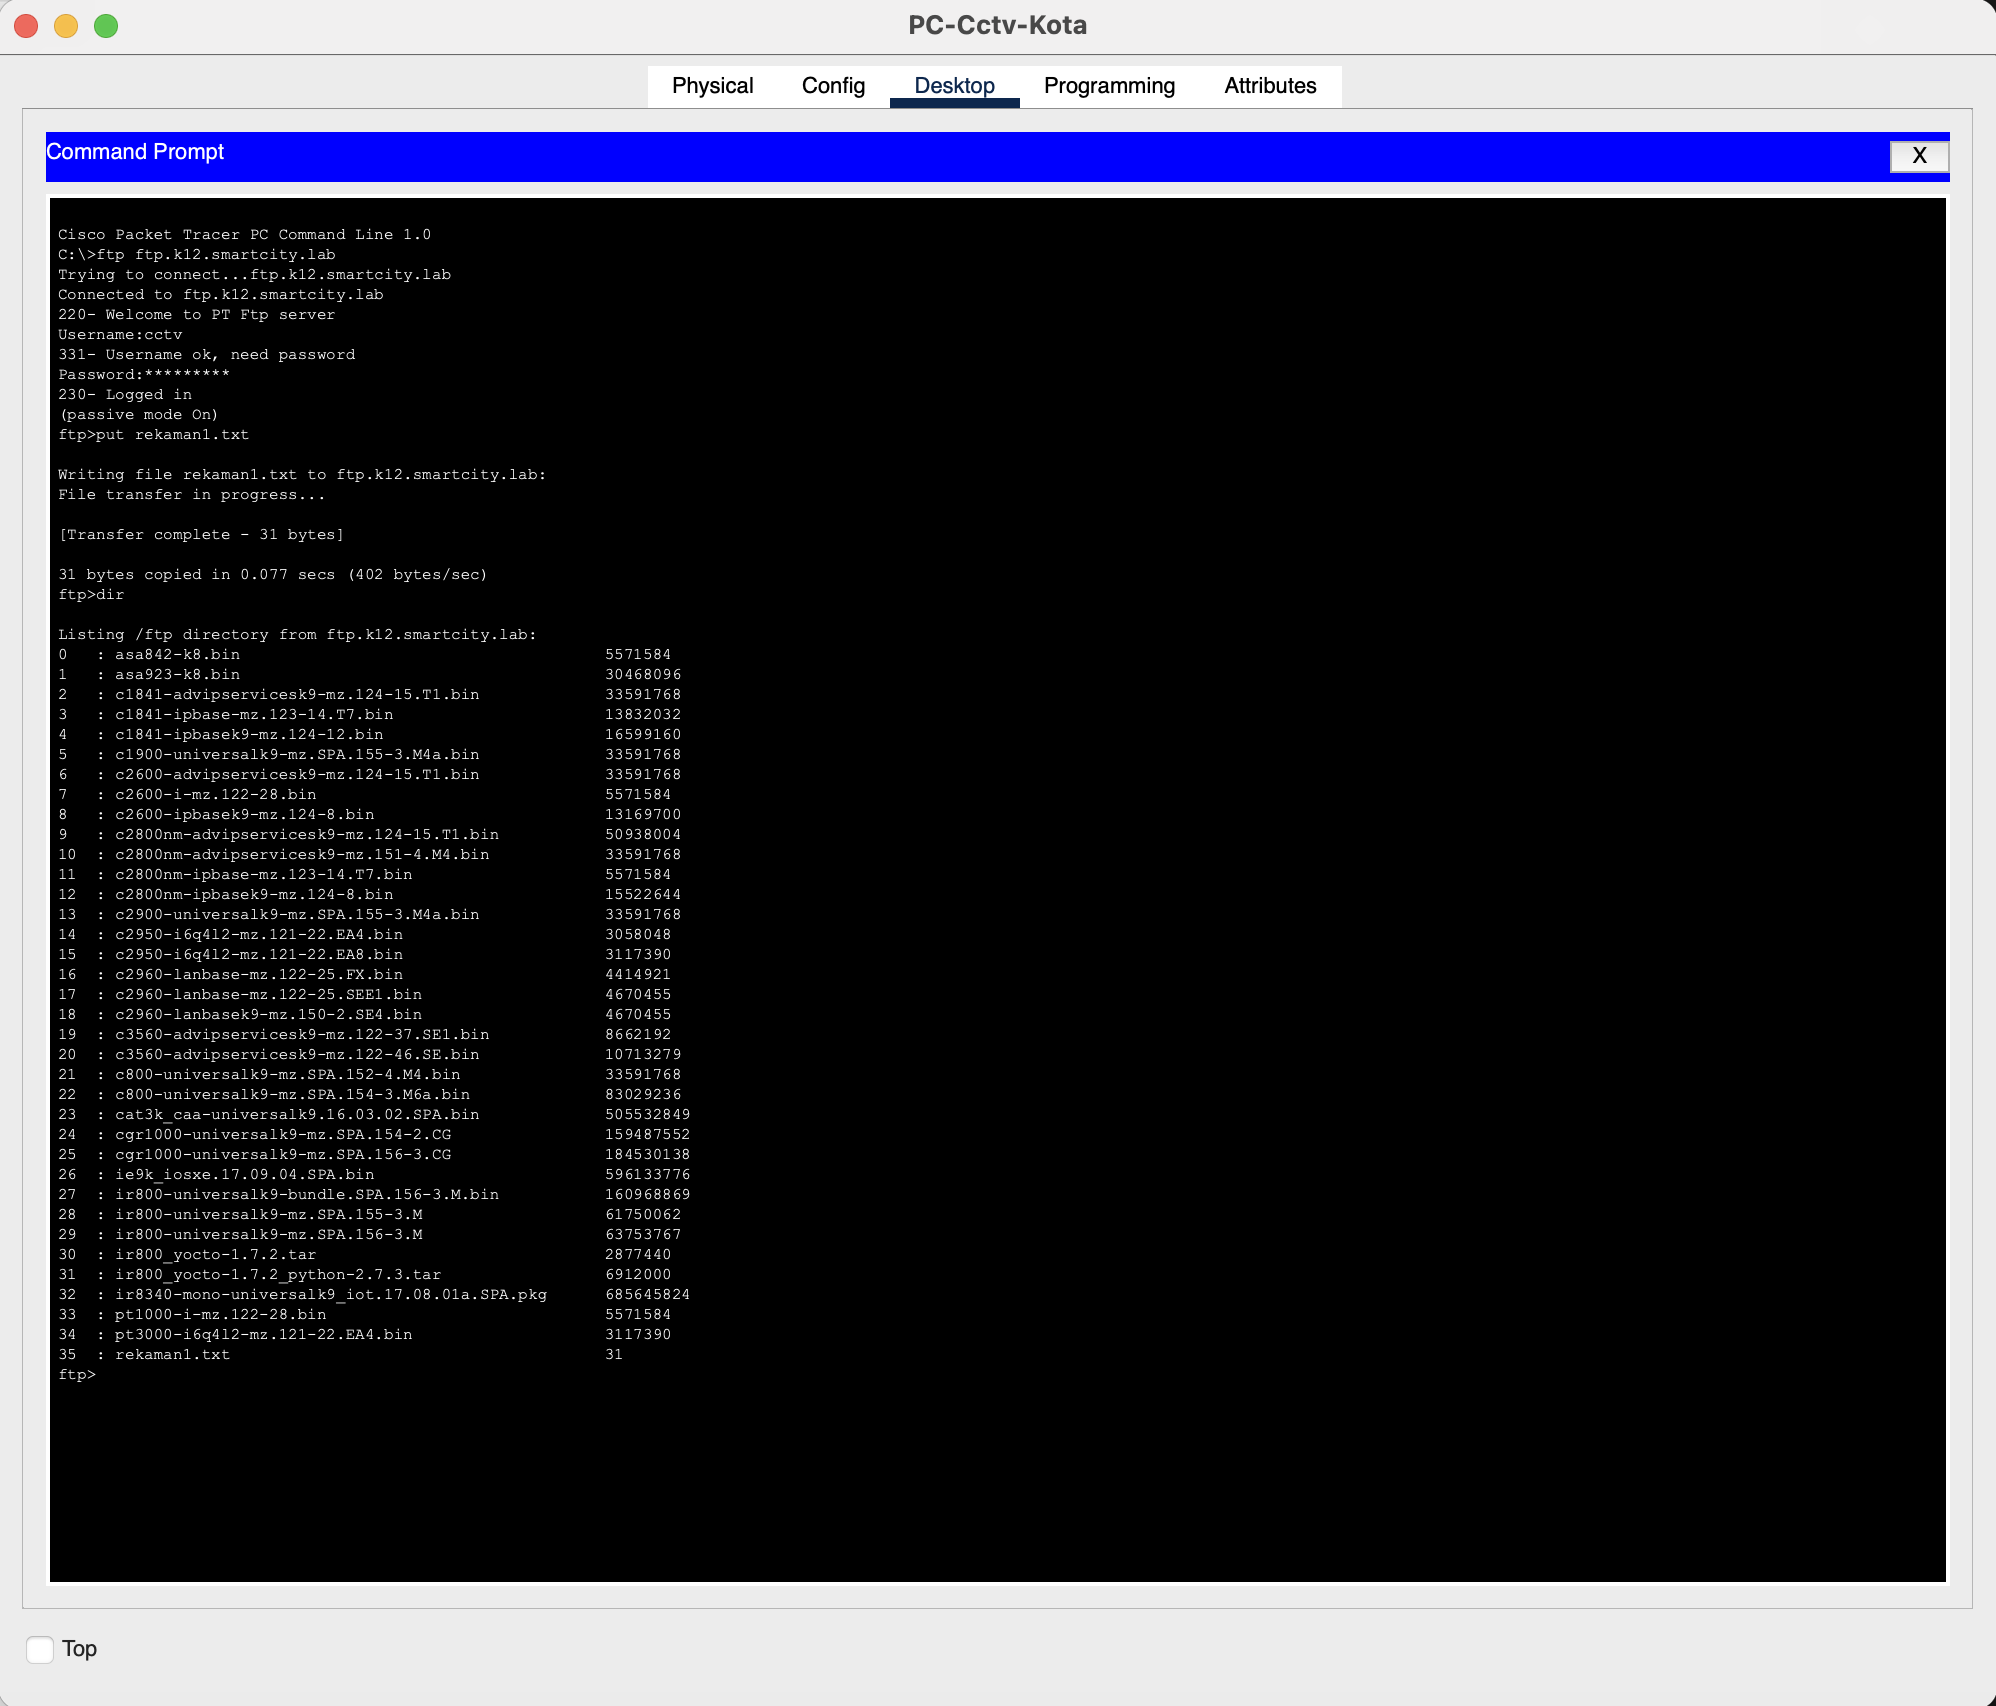 PC-Cctv-Kota
Physical Config Desktop Programming Attributes
Command Prompt
X
Cisco Packet Tracer PC Command Line 1.0
C:\>ftp ftp.k12.smartcity.lab
Trying to connect...ftp.k12.smartcity.lab
Connected to ftp.k12.smartcity.lab
220- Welcome to PT Ftp server
Username:cctv
331- Username ok, need password
Password:*********
230- Logged in
(passive mode On)
ftp>put rekaman1.txt
Writing file rekaman1.txt to ftp.k12.smartcity.lab:
File transfer in progress...
[Transfer complete - 31 bytes]
31 bytes copied in 0.077 secs (402 bytes/sec)
ftp>dir
Listing /ftp directory from ftp.k12.smartcity.lab:
0   : asa842-k8.bin                                      5571584
1   : asa923-k8.bin                                      30468096
2   : c1841-advipservicesk9-mz.124-15.T1.bin             33591768
3   : c1841-ipbase-mz.123-14.T7.bin                      13832032
4   : c1841-ipbasek9-mz.124-12.bin                       16599160
5   : c1900-universalk9-mz.SPA.155-3.M4a.bin             33591768
6   : c2600-advipservicesk9-mz.124-15.T1.bin             33591768
7   : c2600-i-mz.122-28.bin                              5571584
8   : c2600-ipbasek9-mz.124-8.bin                        13169700
9   : c2800nm-advipservicesk9-mz.124-15.T1.bin           50938004
10  : c2800nm-advipservicesk9-mz.151-4.M4.bin            33591768
11  : c2800nm-ipbase-mz.123-14.T7.bin                    5571584
12  : c2800nm-ipbasek9-mz.124-8.bin                      15522644
13  : c2900-universalk9-mz.SPA.155-3.M4a.bin             33591768
14  : c2950-i6q4l2-mz.121-22.EA4.bin                     3058048
15  : c2950-i6q4l2-mz.121-22.EA8.bin                     3117390
16  : c2960-lanbase-mz.122-25.FX.bin                     4414921
17  : c2960-lanbase-mz.122-25.SEE1.bin                   4670455
18  : c2960-lanbasek9-mz.150-2.SE4.bin                   4670455
19  : c3560-advipservicesk9-mz.122-37.SE1.bin            8662192
20  : c3560-advipservicesk9-mz.122-46.SE.bin             10713279
21  : c800-universalk9-mz.SPA.152-4.M4.bin               33591768
22  : c800-universalk9-mz.SPA.154-3.M6a.bin              83029236
23  : cat3k_caa-universalk9.16.03.02.SPA.bin             505532849
24  : cgr1000-universalk9-mz.SPA.154-2.CG                159487552
25  : cgr1000-universalk9-mz.SPA.156-3.CG                184530138
26  : ie9k_iosxe.17.09.04.SPA.bin                        596133776
27  : ir800-universalk9-bundle.SPA.156-3.M.bin           160968869
28  : ir800-universalk9-mz.SPA.155-3.M                   61750062
29  : ir800-universalk9-mz.SPA.156-3.M                   63753767
30  : ir800_yocto-1.7.2.tar                              2877440
31  : ir800_yocto-1.7.2_python-2.7.3.tar                 6912000
32  : ir8340-mono-universalk9_iot.17.08.01a.SPA.pkg      685645824
33  : pt1000-i-mz.122-28.bin                             5571584
34  : pt3000-i6q4l2-mz.121-22.EA4.bin                    3117390
35  : rekaman1.txt                                       31
ftp>
Top